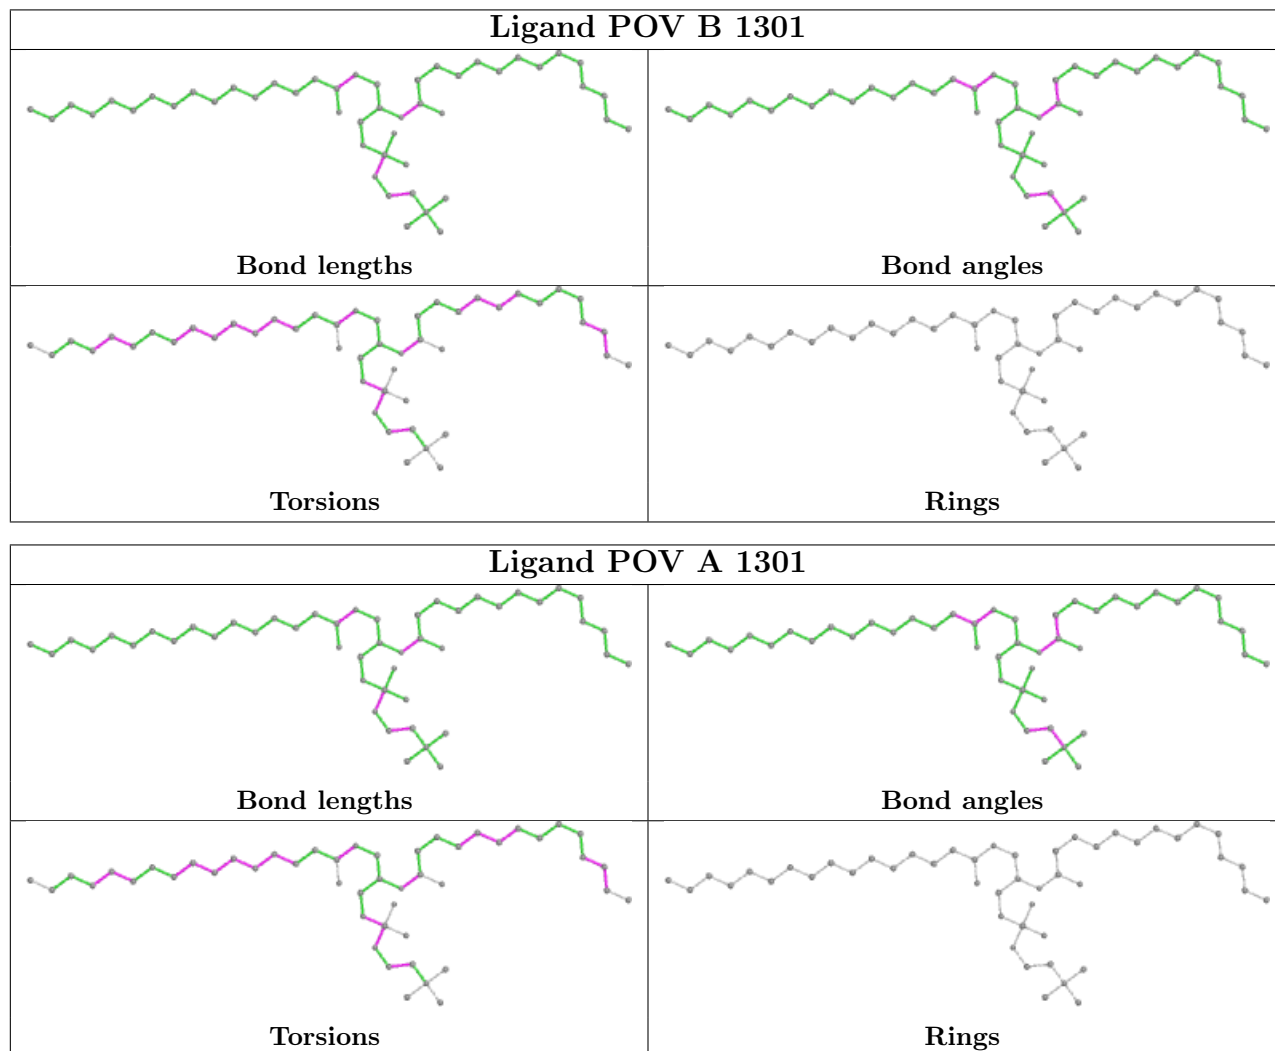 Ligand POV B 1301
Bond lengths
Bond angles
Torsions
Rings
Ligand POV A 1301
Bond lengths
Bond angles
Torsions
Rings